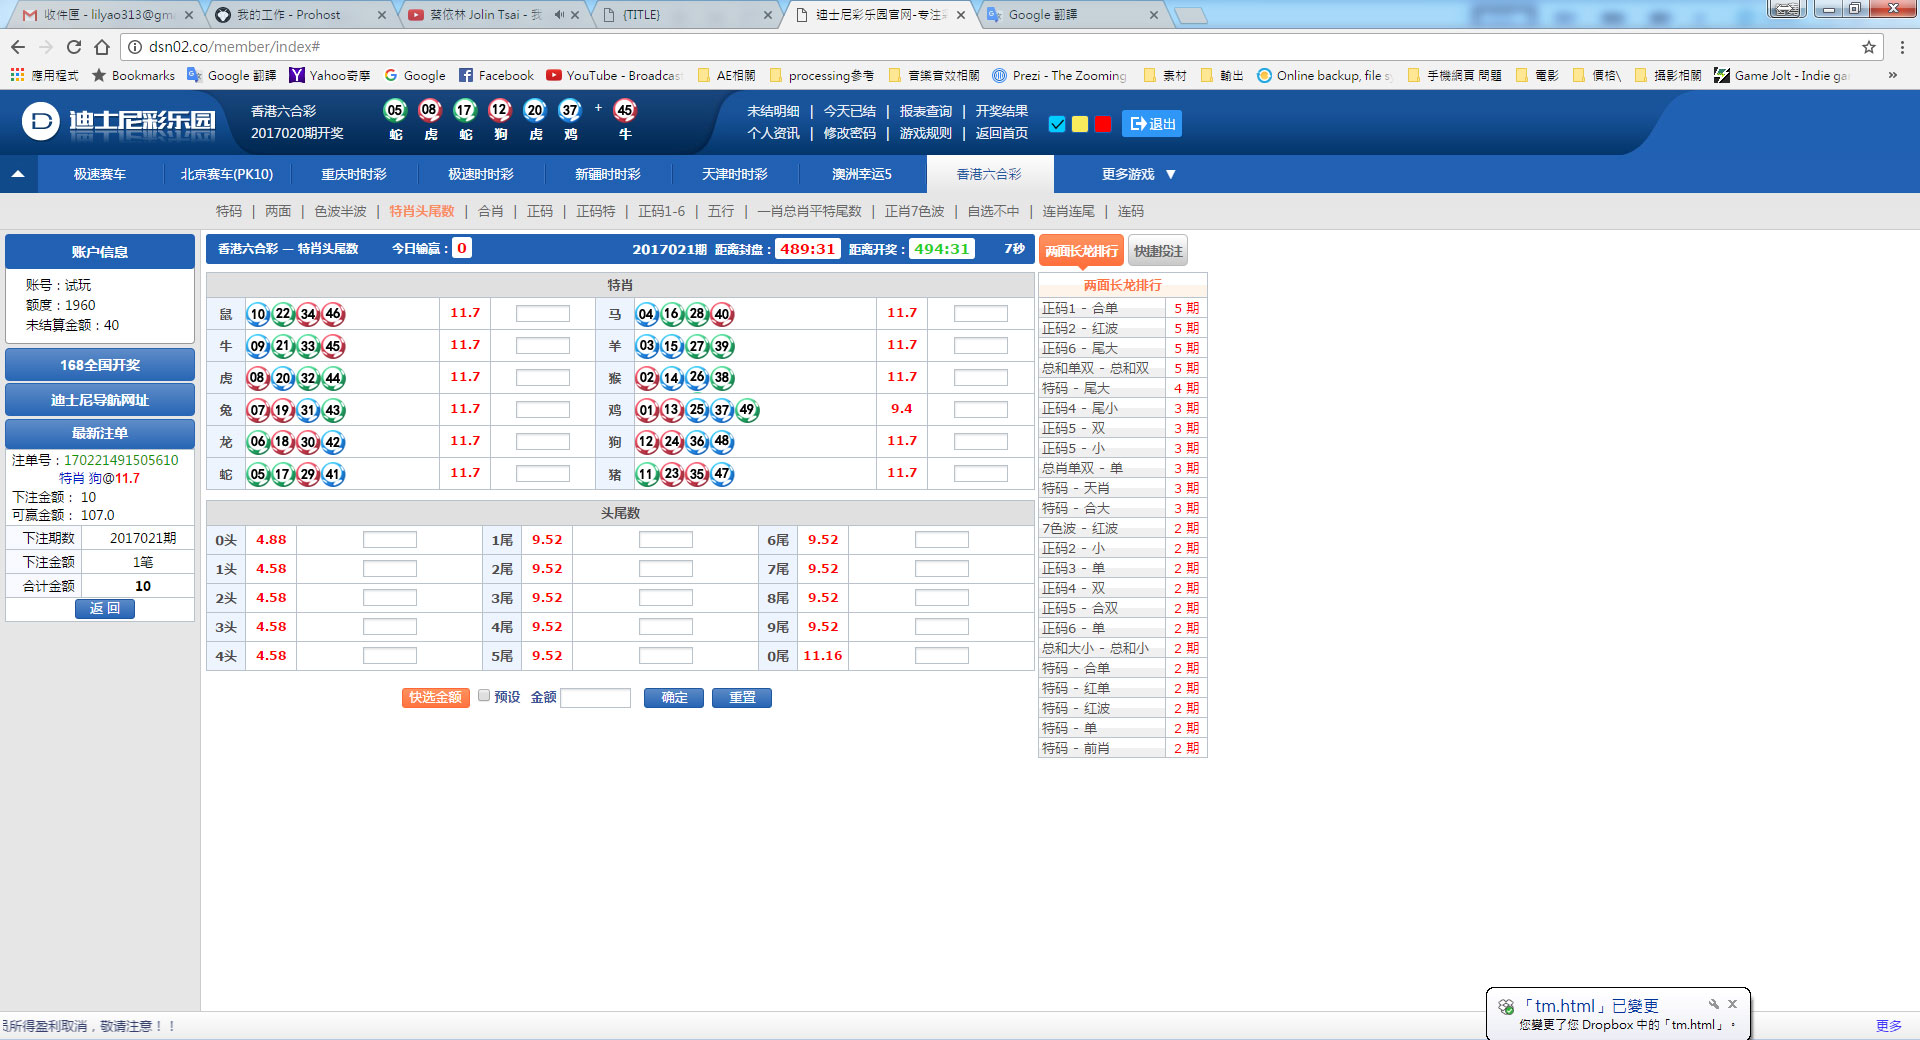 收件匣 - lilyao313@gm
我的工作 - Prohost
蔡依林 Jolin Tsai - 我
{TITLE}
迪士尼彩乐园官网-专注
Google 翻譯
dsn02.co/member/index#
應用程式 Bookmarks Google 翻譯 Yahoo奇摩 Google Facebook YouTube - Broadcas AE相關 processing參考 音樂音效相關 Prezi - The Zooming 素材 輸出 Online backup, file s 手機網頁 問題 電影 價格\ 攝影相關 Game Jolt - Indie ga »
D 迪士尼彩乐园
香港六合彩
2017020期开奖
05 08 17 12 20 37 + 45
蛇 虎 蛇 狗 虎 鸡 牛
未结明细 | 今天已结 | 报表查询 | 开奖结果
个人资讯 | 修改密码 | 游戏规则 | 返回首页
退出
极速赛车 北京赛车(PK10) 重庆时时彩 极速时时彩 新疆时时彩 天津时时彩 澳洲幸运5 香港六合彩 更多游戏 ▼
特码 | 两面 | 色波半波 | 特肖头尾数 | 合肖 | 正码 | 正码特 | 正码1-6 | 五行 | 一肖总肖平特尾数 | 正肖7色波 | 自选不中 | 连肖连尾 | 连码
账户信息
账号：试玩
额度：1960
未结算金额：40
168全国开奖
迪士尼导航网址
最新注单
注单号：170221491505610
特肖 狗@11.7
下注金额： 10
可赢金额： 107.0
下注期数 2017021期
下注金额 1笔
合计金额 10
返 回
香港六合彩 — 特肖头尾数 今日输赢：0 2017021期 距离封盘：489:31 距离开奖：494:31 7秒
特肖
鼠 10 22 34 46 11.7 马 04 16 28 40 11.7
牛 09 21 33 45 11.7 羊 03 15 27 39 11.7
虎 08 20 32 44 11.7 猴 02 14 26 38 11.7
兔 07 19 31 43 11.7 鸡 01 13 25 37 49 9.4
龙 06 18 30 42 11.7 狗 12 24 36 48 11.7
蛇 05 17 29 41 11.7 猪 11 23 35 47 11.7
头尾数
0头 4.88 1尾 9.52 6尾 9.52
1头 4.58 2尾 9.52 7尾 9.52
2头 4.58 3尾 9.52 8尾 9.52
3头 4.58 4尾 9.52 9尾 9.52
4头 4.58 5尾 9.52 0尾 11.16
快选金额 预设 金额 确定 重置
两面长龙排行 快捷投注
两面长龙排行
正码1 - 合单 5 期
正码2 - 红波 5 期
正码6 - 尾大 5 期
总和单双 - 总和双 5 期
特码 - 尾大 4 期
正码4 - 尾小 3 期
正码5 - 双 3 期
正码5 - 小 3 期
总肖单双 - 单 3 期
特码 - 天肖 3 期
特码 - 合大 3 期
7色波 - 红波 2 期
正码2 - 小 2 期
正码3 - 单 2 期
正码4 - 双 2 期
正码5 - 合双 2 期
正码6 - 单 2 期
总和大小 - 总和小 2 期
特码 - 合单 2 期
特码 - 红单 2 期
特码 - 红波 2 期
特码 - 单 2 期
特码 - 前肖 2 期
所得盈利取消，敬请注意！！
更多
「tm.html」已變更
您變更了您 Dropbox 中的「tm.html」。